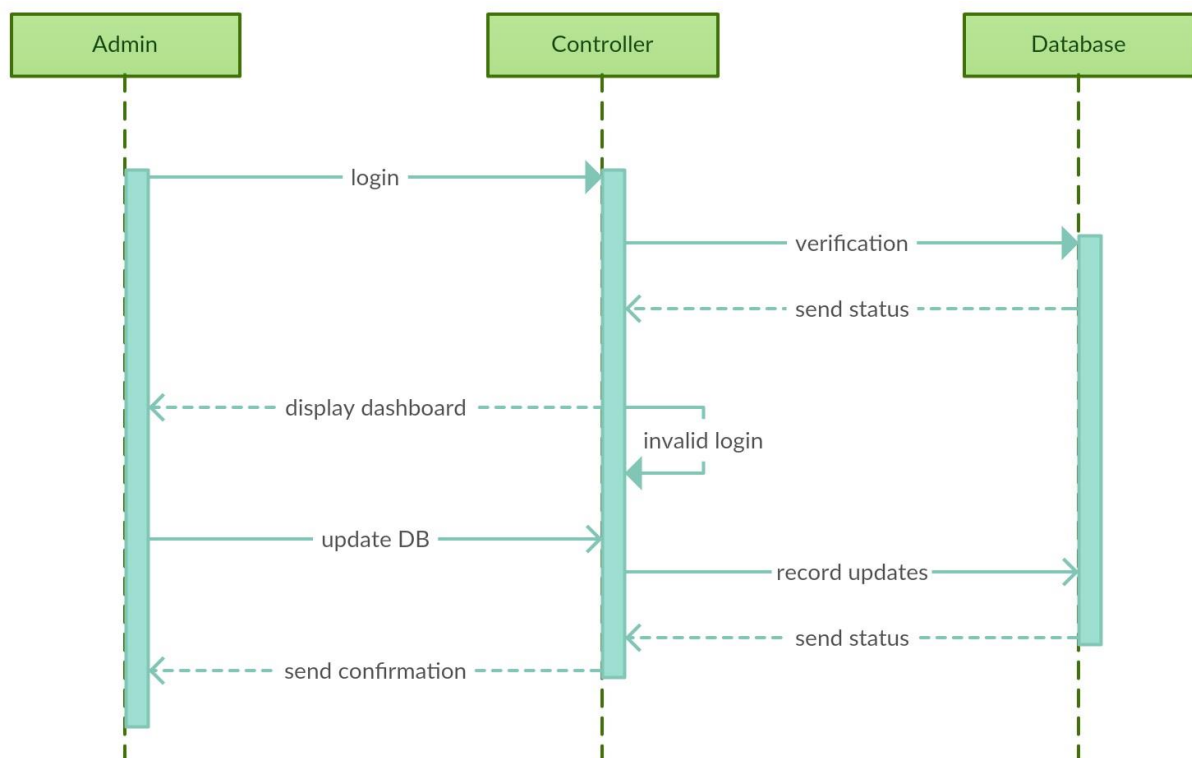 Admin
Controller
Database
login
verification
send status
display dashboard
invalid login
update DB
record updates
send status
send confirmation